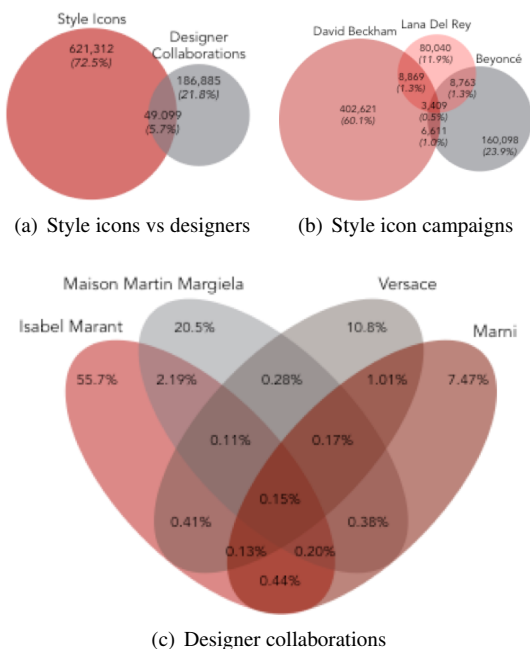 Style Icons
621,312
(72.5%)
Designer
Collaborations
186,885
(21.8%)
49,099
(5.7%)
(a) Style icons vs designers
David Beckham
Lana Del Rey
Beyoncé
80,040
(11.9%)
8,869
(1.3%)
8,763
(1.3%)
402,621
(60.1%)
3,409
(0.5%)
6,611
(1.0%)
160,098
(23.9%)
(b) Style icon campaigns
Maison Martin Margiela
Versace
Isabel Marant
Marni
20.5%
10.8%
55.7%
2.19%
0.28%
1.01%
7.47%
0.11%
0.17%
0.15%
0.41%
0.38%
0.13%
0.20%
0.44%
(c) Designer collaborations